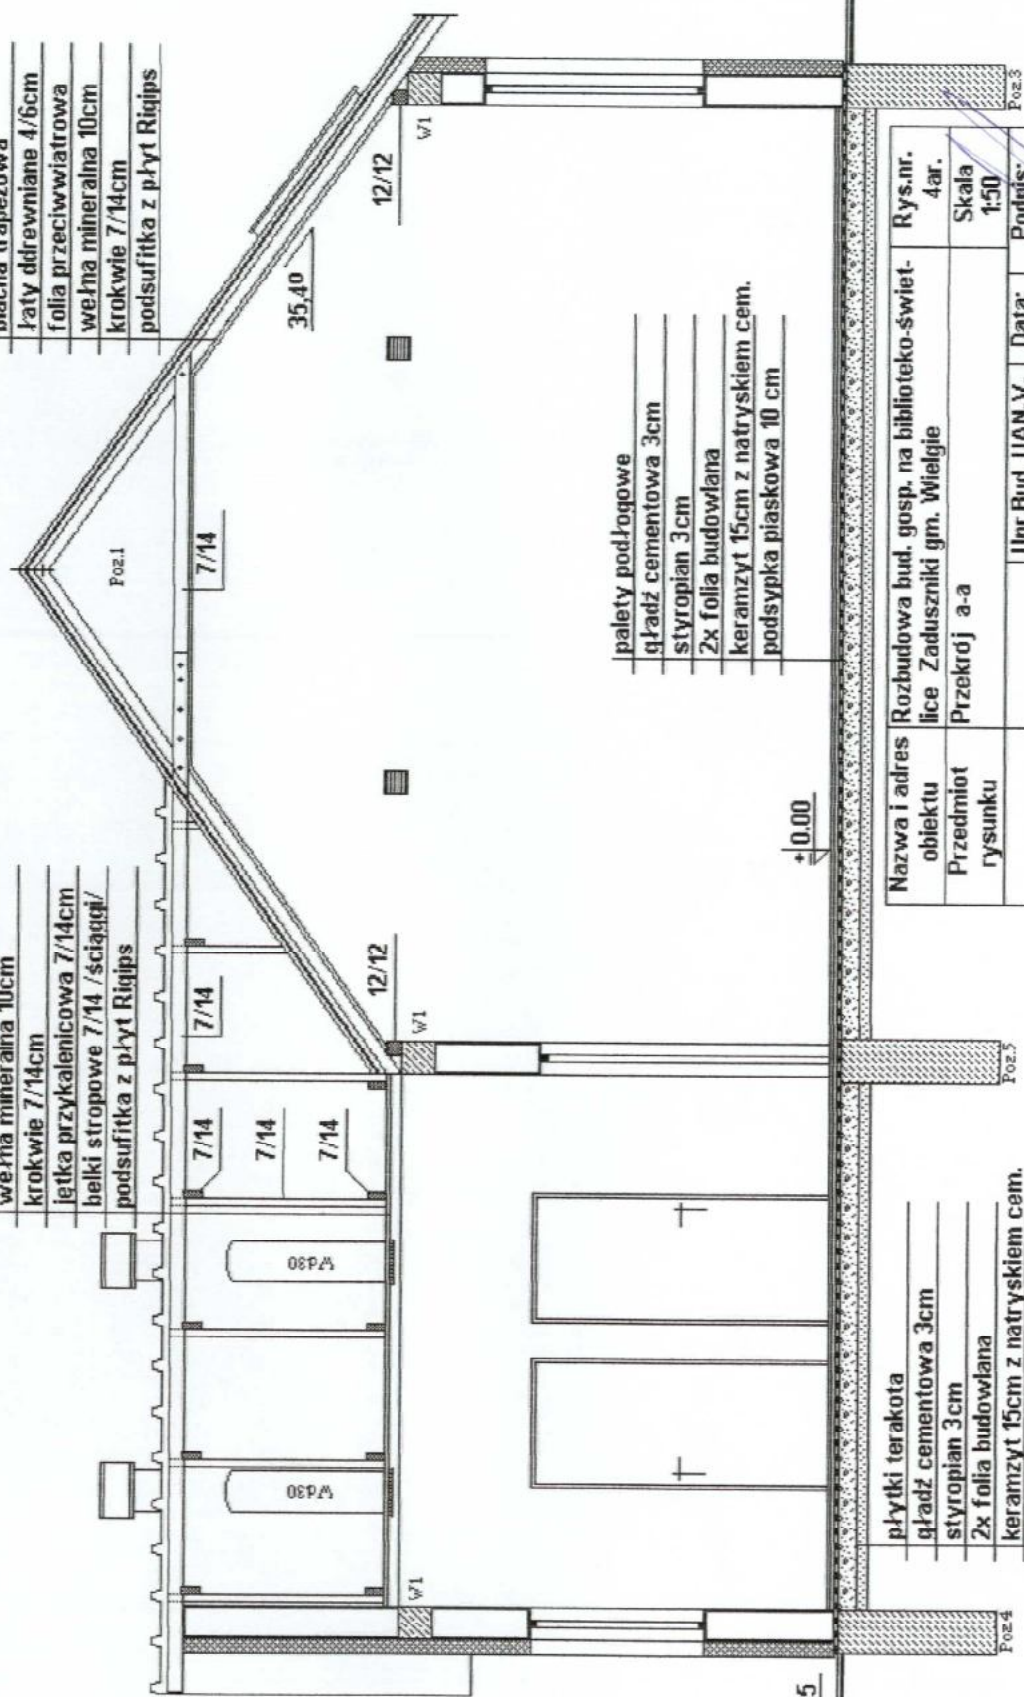 wełna mineralna 10cm
krokwie 7/14cm
jętka przykalenicowa 7/14cm
belki stropowe 7/14 /ściągi/
podsufitka z płyt Rigips
blacha trapezowa
łaty ddrewniane 4/6cm
folia przeciwwiatrowa
wełna mineralna 10cm
krokwie 7/14cm
podsufitka z płyt Rigips
Poz.1
7/14
35,40
12/12
W1
7/14
7/14
7/14
7/14
12/12
W1
Wd30
Wd30
W1
palety podłogowe
gładź cementowa 3cm
styropian 3cm
2x folia budowlana
keramzyt 15cm z natryskiem cem.
podsypka piaskowa 10 cm
±0.00
5
Poz4
Poz.5
Poz.3
płytki terakota
gładź cementowa 3cm
styropian 3cm
2x folia budowlana
keramzyt 15cm z natryskiem cem.
Nazwa i adres obiektu
Rozbudowa bud. gosp. na biblioteko-świet-
lice Zaduszniki gm. Wielgie
Rys.nr.
4ar.
Przedmiot rysunku
Przekrój a-a
Skala
1:50
Upr.Bud. UAN.V
Data:
Podpis: